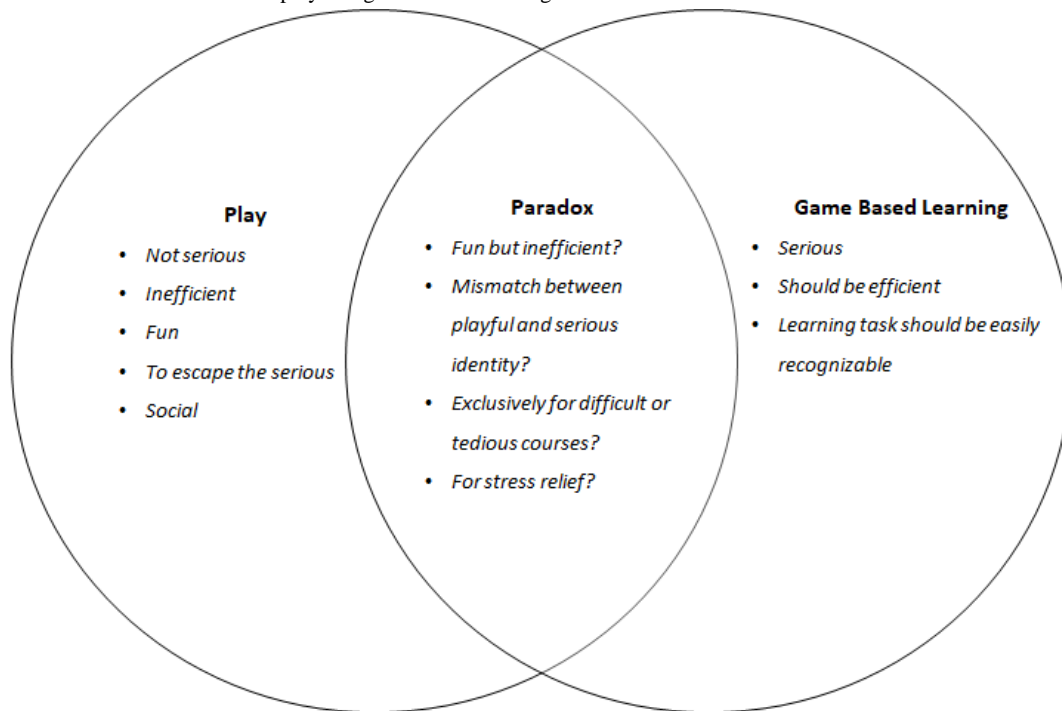 Play
• Not serious
• Inefficient
• Fun
• To escape the serious
• Social
Paradox
• Fun but inefficient?
• Mismatch between
playful and serious
identity?
• Exclusively for difficult or
tedious courses?
• For stress relief?
Game Based Learning
• Serious
• Should be efficient
• Learning task should be easily
recognizable